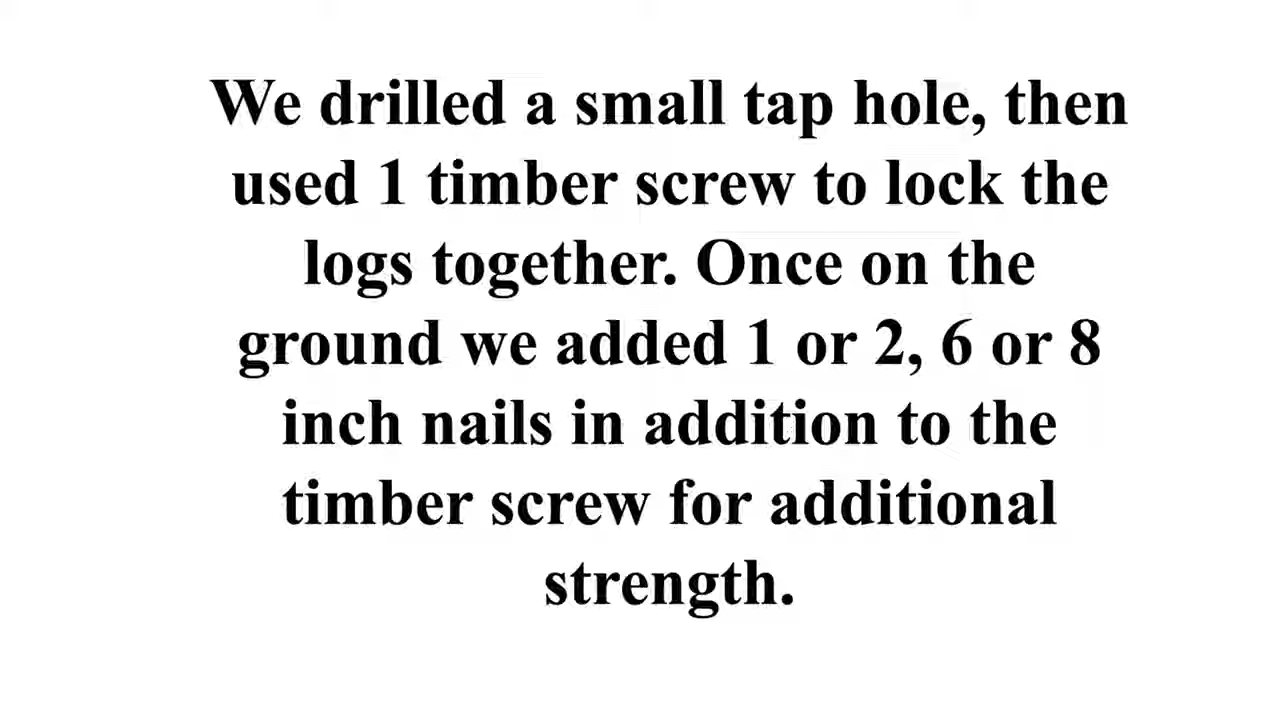 We drilled a small tap hole, then
used 1 timber screw to lock the
logs together. Once on the
ground we added 1 or 2, 6 or 8
inch nails in addition to the
timber screw for additional
strength.